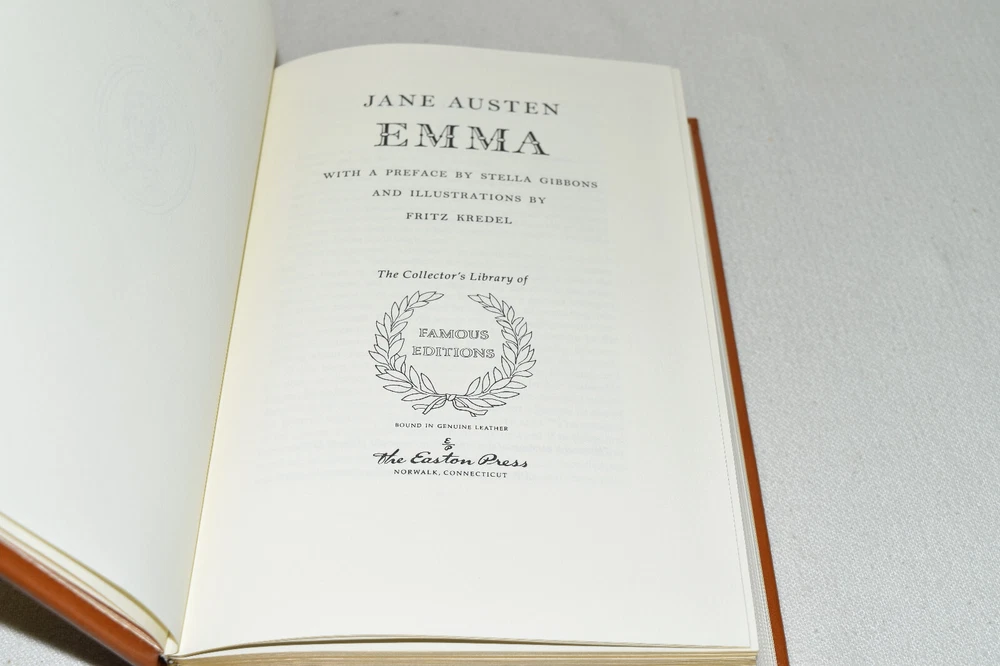 JANE AUSTEN
EMMA
WITH A PREFACE BY STELLA GIBBONS
AND ILLUSTRATIONS BY
FRITZ KREDEL
The Collector's Library of
FAMOUS
EDITIONS
BOUND IN GENUINE LEATHER
E
P
The Easton Press
NORWALK, CONNECTICUT